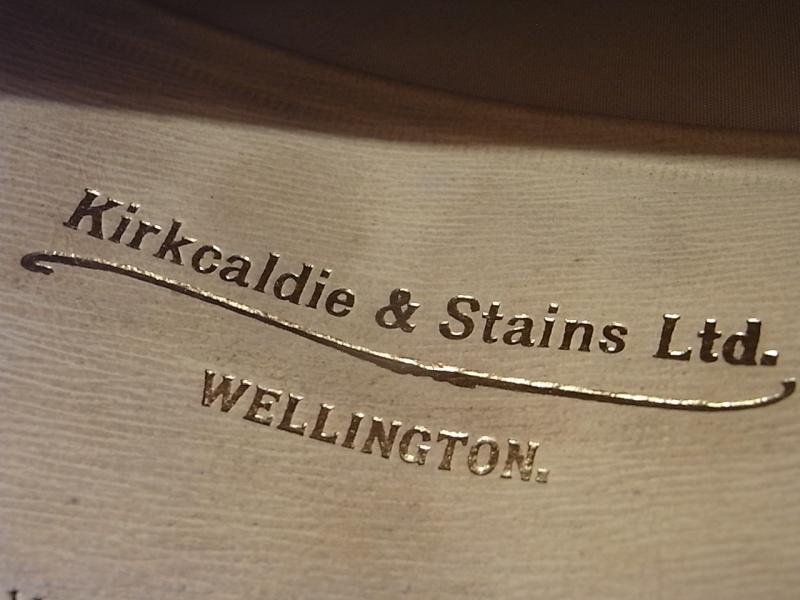 Kirkcaldie & Stains Ltd.
WELLINGTON.